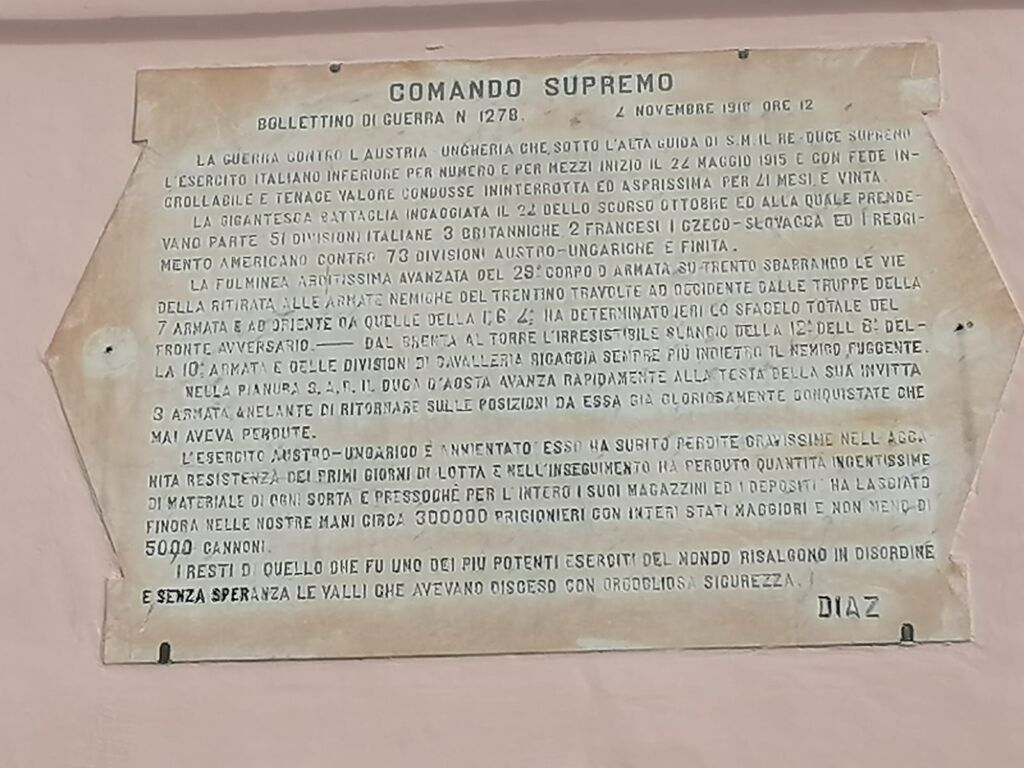 COMANDO SUPREMO
BOLLETTINO DI GUERRA N 1278. 4 NOVEMBRE 1918 ORE 12
LA GUERRA CONTRO L'AUSTRIA-UNGHERIA CHE, SOTTO L'ALTA GUIDA DI S.M. IL RE-DUCE SUPREMO
L'ESERCITO ITALIANO INFERIORE PER NUMERO E PER MEZZI INIZIO IL 24 MAGGIO 1915 E CON FEDE IN-
CROLLABILE E TENACE VALORE CONDUSSE ININTERROTTA ED ASPRISSIMA PER 41 MESI, E VINTA.
LA GIGANTESCA BATTAGLIA INGAGGIATA IL 24 DELLO SCORSO OTTOBRE ED ALLA QUALE PRENDE-
VANO PARTE 51 DIVISIONI ITALIANE 3 BRITANNICHE 2 FRANCESI 1 CZECO-SLOVACCA ED 1 REGGI-
MENTO AMERICANO CONTRO 73 DIVISIONI AUSTRO-UNGARICHE E FINITA.
LA FULMINEA ARDITISSIMA AVANZATA DEL 29° CORPO D'ARMATA SU TRENTO SBARRANDO LE VIE
DELLA RITIRATA ALLE ARMATE NEMICHE DEL TRENTINO TRAVOLTE AD OCCIDENTE DALLE TRUPPE DELLA
7 ARMATA E AD ORIENTE DA QUELLE DELLA 1°, 6° 4° HA DETERMINATO IERI LO SFACELO TOTALE DEL
FRONTE AVVERSARIO.—— DAL BRENTA AL TORRE L'IRRESISTIBILE SLANCIO DELLA 12° DELL' 8° DEL-
LA 10° ARMATA E DELLE DIVISIONI DI CAVALLERIA RICACCIA SEMPRE PIÙ INDIETRO IL NEMICO FUGGENTE.
NELLA PIANURA S.A.R. IL DUCA D'AOSTA AVANZA RAPIDAMENTE ALLA TESTA DELLA SUA INVITTA
3 ARMATA ANELANTE DI RITORNARE SULLE POSIZIONI DA ESSA GIA GLORIOSAMENTE CONQUISTATE CHE
MAI AVEVA PERDUTE.
L'ESERCITO AUSTRO-UNGARICO È ANNIENTATO ESSO HA SUBITO PERDITE GRAVISSIME NELL'ACCA-
NITA RESISTENZA DEI PRIMI GIORNI DI LOTTA E NELL'INSEGUIMENTO HA PERDUTO QUANTITA INGENTISSIME
DI MATERIALE DI OGNI SORTA E PRESSOCHÈ PER L'INTERO I SUOI MAGAZZINI ED I DEPOSITI HA LASCIATO
FINORA NELLE NOSTRE MANI CIRCA 300000 PRIGIONIERI CON INTERI STATI MAGGIORI E NON MENO DI
5000 CANNONI.
I RESTI DI QUELLO CHE FU UNO DEI PIU POTENTI ESERCITI DEL MONDO RISALGONO IN DISORDINE
E SENZA SPERANZA LE VALLI CHE AVEVANO DISCESO CON ORGOGLIOSA SICUREZZA.
DIAZ